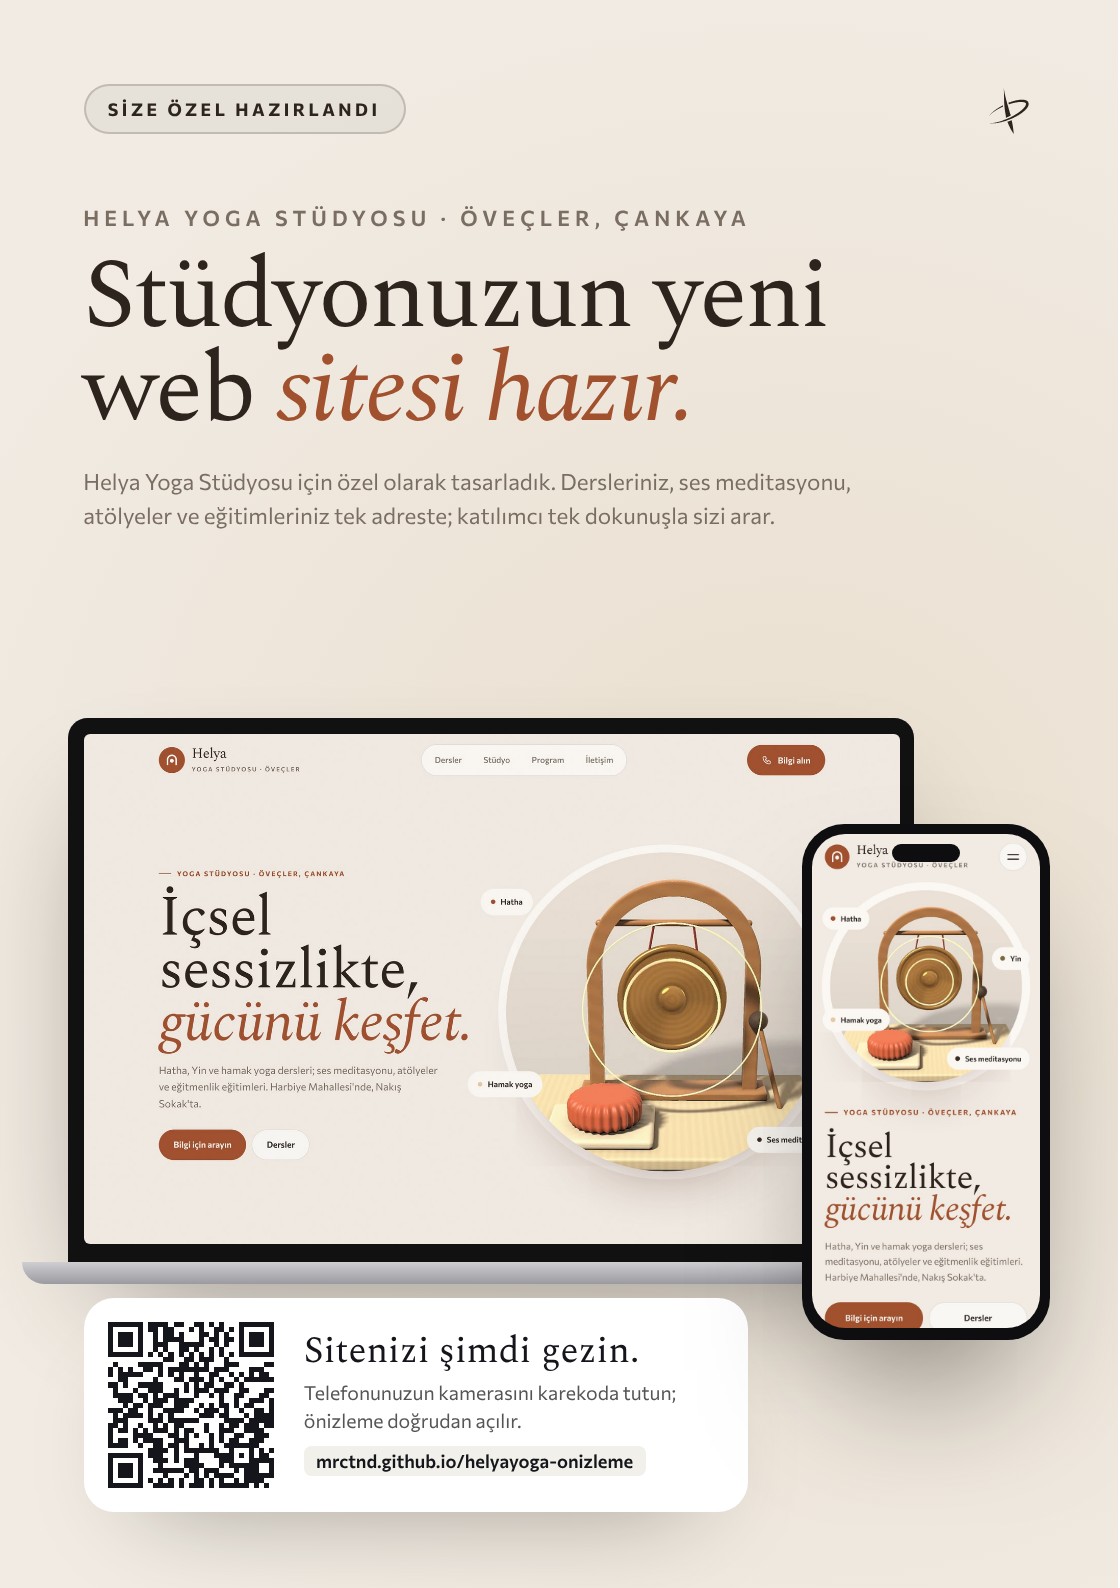 SİZE ÖZEL HAZIRLANDI
HELYA YOGA STÜDYOSU · ÖVEÇLER, ÇANKAYA
Stüdyonuzun yeni
web sitesi hazır.
Helya Yoga Stüdyosu için özel olarak tasarladık. Dersleriniz, ses meditasyonu,
atölyeler ve eğitimleriniz tek adreste; katılımcı tek dokunuşla sizi arar.
Helya
YOGA STÜDYOSU · ÖVEÇLER
Dersler Stüdyo Program İletişim
Bilgi alın
YOGA STÜDYOSU · ÖVEÇLER, ÇANKAYA
İçsel
sessizlikte,
gücünü keşfet.
Hatha, Yin ve hamak yoga dersleri; ses meditasyonu, atölyeler
ve eğitmenlik eğitimleri. Harbiye Mahallesi'nde, Nakış
Sokak'ta.
Bilgi için arayın Dersler
Hatha
Hamak yoga
Ses medit
Helya
YOGA STÜDYOSU · ÖVEÇLER
Hatha
Yin
Hamak yoga
Ses meditasyonu
YOGA STÜDYOSU · ÖVEÇLER, ÇANKAYA
İçsel
sessizlikte,
gücünü keşfet.
Hatha, Yin ve hamak yoga dersleri; ses
meditasyonu, atölyeler ve eğitmenlik eğitimleri.
Harbiye Mahallesi'nde, Nakış Sokak'ta.
Bilgi için arayın Dersler
Sitenizi şimdi gezin.
Telefonunuzun kamerasını karekoda tutun;
önizleme doğrudan açılır.
mrctnd.github.io/helyayoga-onizleme